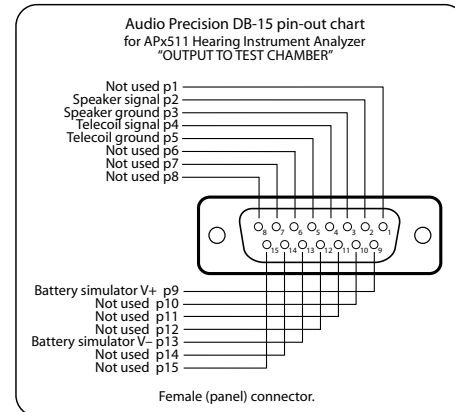 Audio Precision DB-15 pin-out chart
for APx511 Hearing Instrument Analyzer
“OUTPUT TO TEST CHAMBER”
Not used p1
Speaker signal p2
Speaker ground p3
Telecoil signal p4
Telecoil ground p5
Not used p6
Not used p7
Not used p8
8 7 6 5 4 3 2 1
15 14 13 12 11 10 9
Battery simulator V+ p9
Not used p10
Not used p11
Not used p12
Battery simulator V– p13
Not used p14
Not used p15
Female (panel) connector.